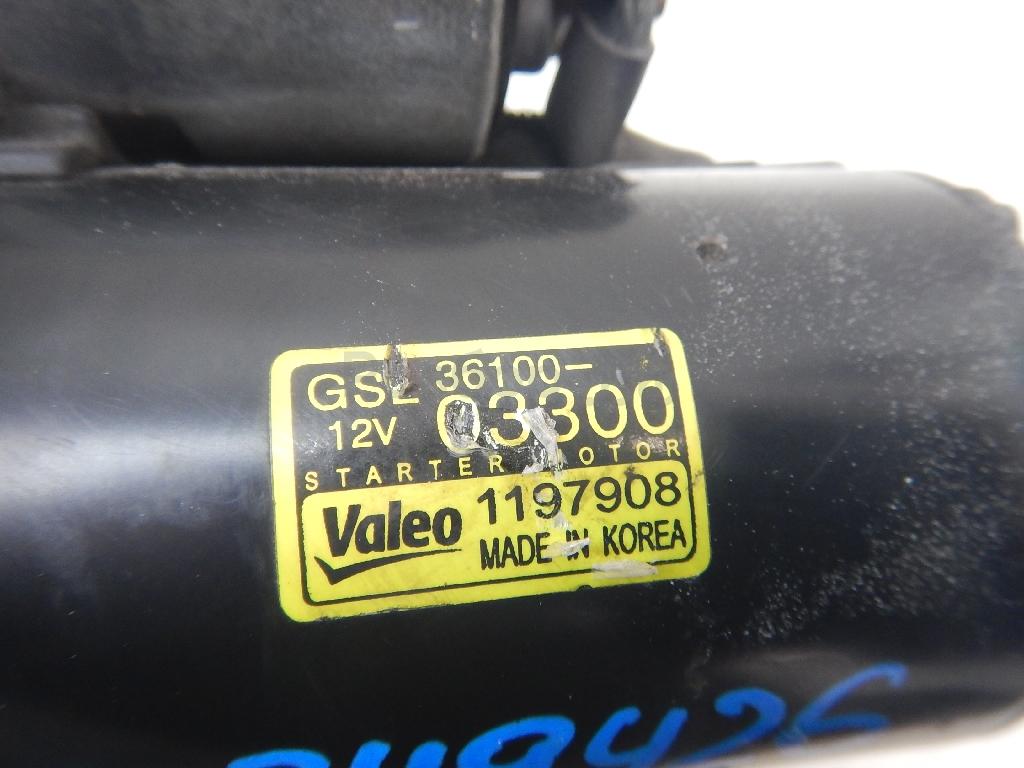 GSL 36100-
12V 03300
STARTER MOTOR
Valeo 1197908
MADE IN KOREA